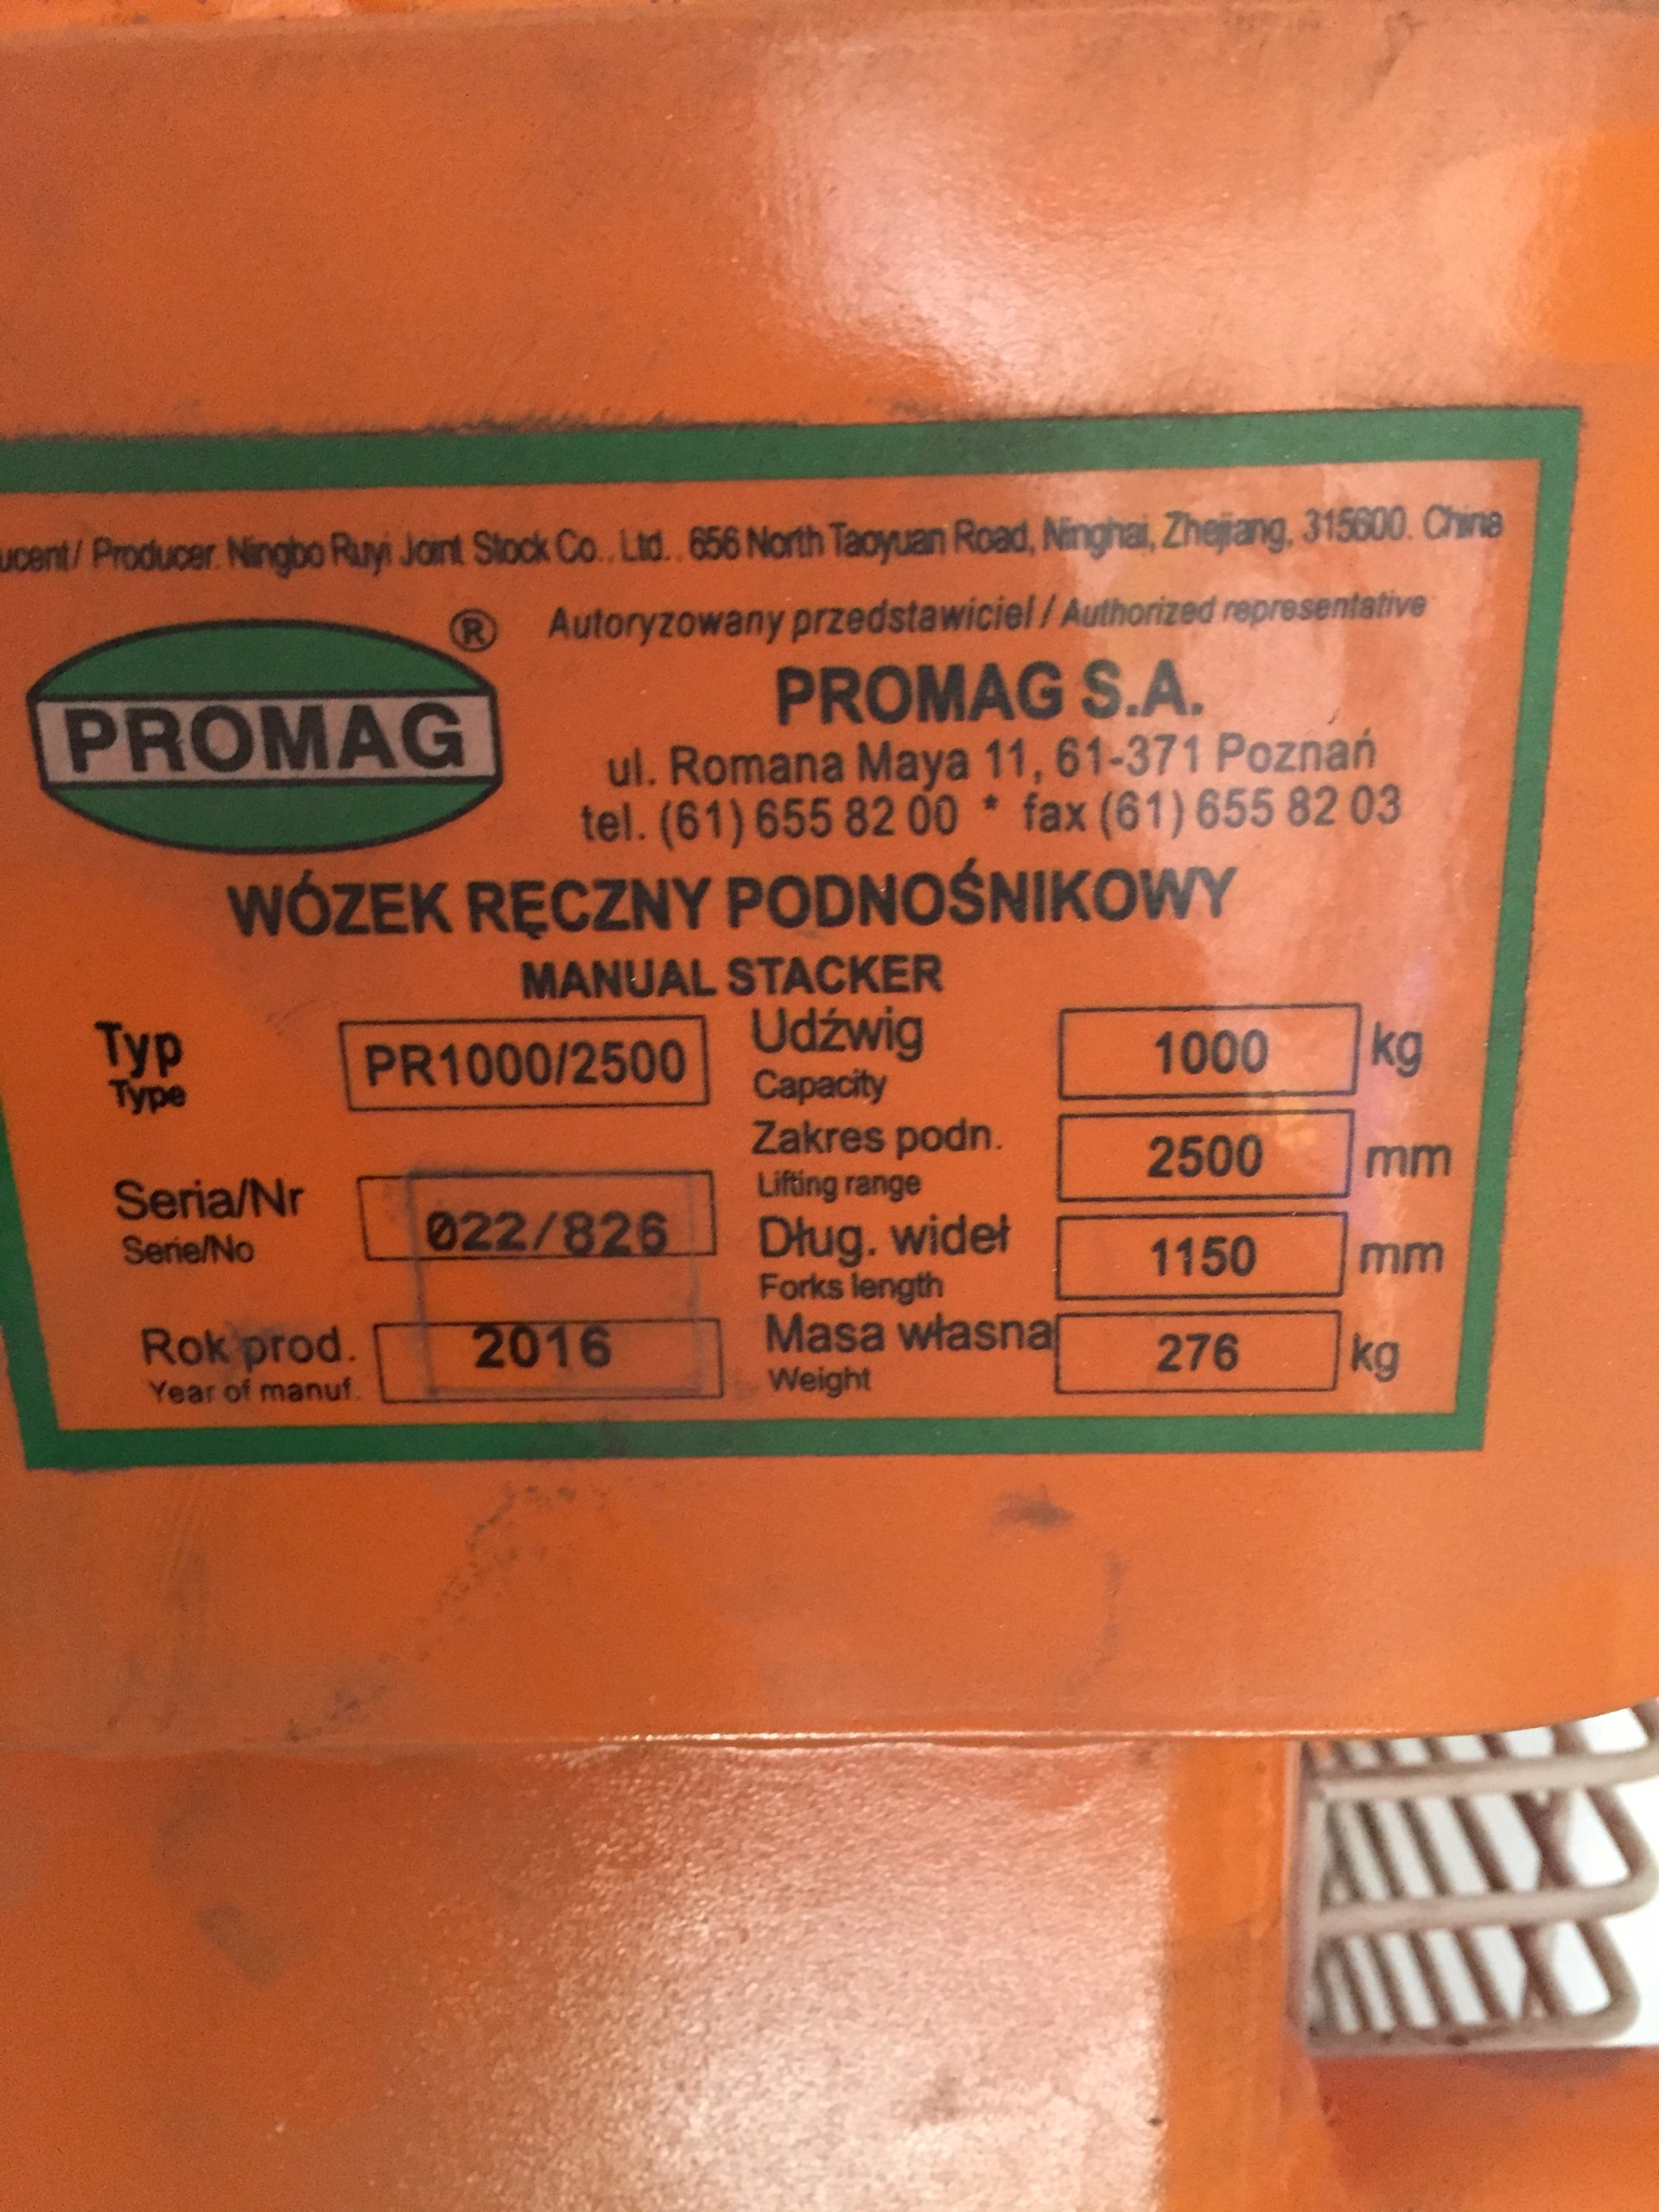 ucent/ Producer. Ningbo Ruyi Joint Stock Co., Ltd., 656 North Taoyuan Road, Ninghai, Zhejiang, 315600. China
PROMAG ®
Autoryzowany przedstawiciel / Authorized representative
PROMAG S.A.
ul. Romana Maya 11, 61-371 Poznań
tel. (61) 655 82 00 * fax (61) 655 82 03
WÓZEK RĘCZNY PODNOŚNIKOWY
MANUAL STACKER
Typ
Type
PR1000/2500
Udźwig
Capacity
1000 kg
Zakres podn.
Lifting range
2500 mm
Seria/Nr
Serie/No
022/826
Dług. wideł
Forks length
1150 mm
Rok prod.
Year of manuf.
2016
Masa własna
Weight
276 kg